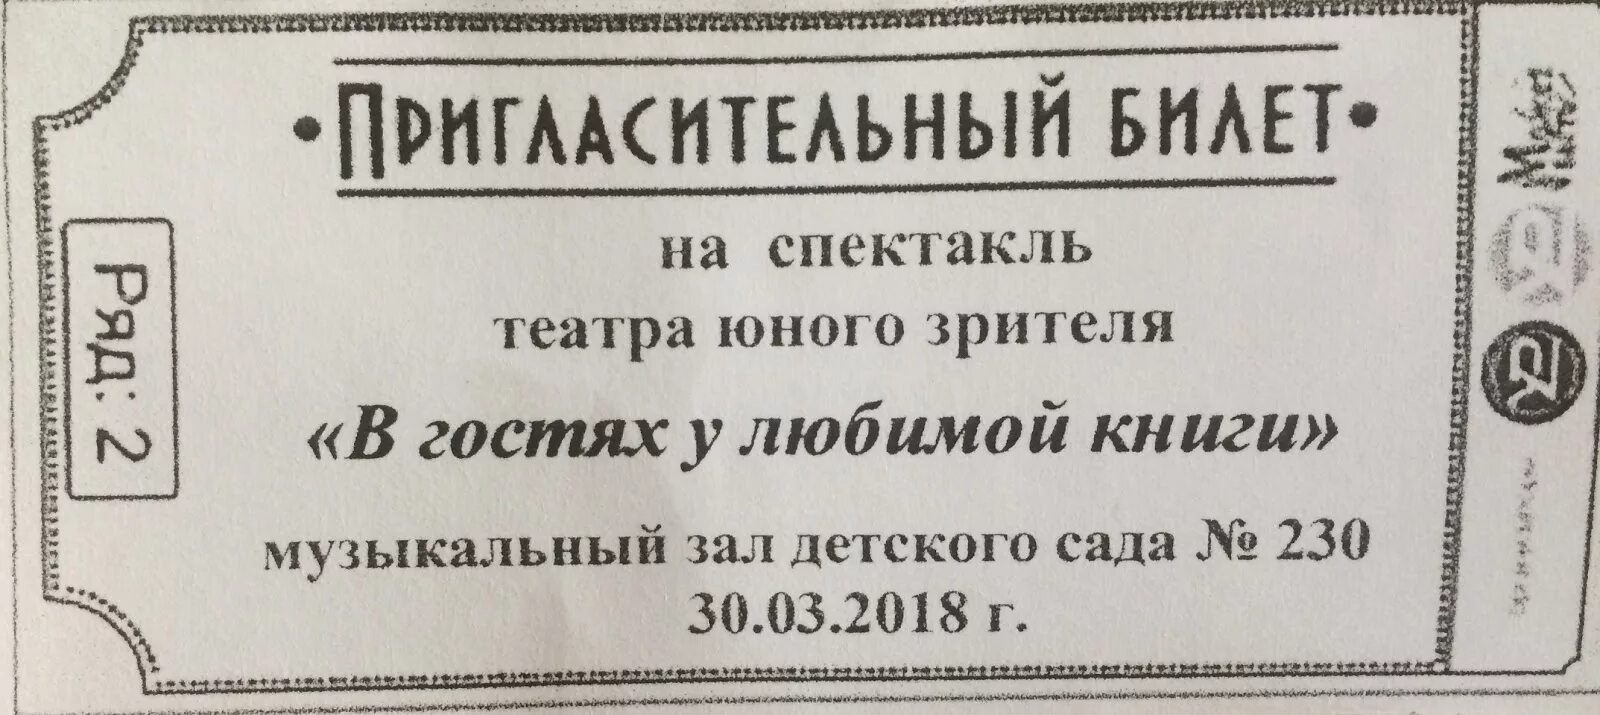 •ПРИГЛАСИТЕЛЬНЫЙ БИЛЕТ•
на спектакль
театра юного зрителя
«В гостях у любимой книги»
музыкальный зал детского сада № 230
30.03.2018 г.
Ряд: 2